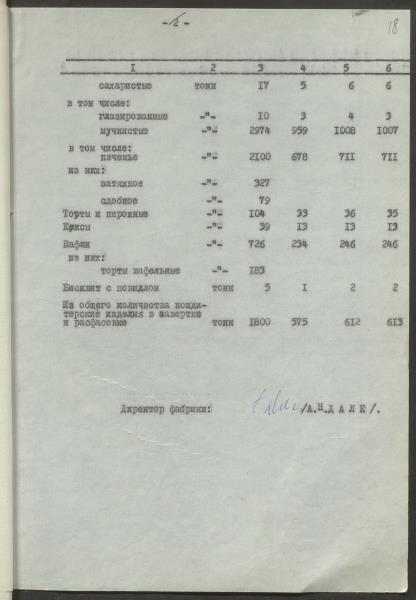 -2-
18
1 2 3 4 5 6
сахаристые тонн 17 5 6 6
в том числе:
глазированные -"- 10 3 4 3
мучнистые -"- 2974 959 1008 1007
в том числе:
печенье -"- 2100 678 711 711
из них:
затяжное -"- 327
сдобное -"- 79
Торты и пирожные -"- 104 33 36 35
Кексы -"- 39 13 13 13
Вафли -"- 726 234 246 246
из них:
торты вафельные -"- 183
Бисквит с повидлом тонн 5 1 2 2
Из общего количества конди-
терские изделия в завертке
и расфасовке тонн 1800 575 612 613
Директор фабрики: /А.Н.ДАЛЕ/.